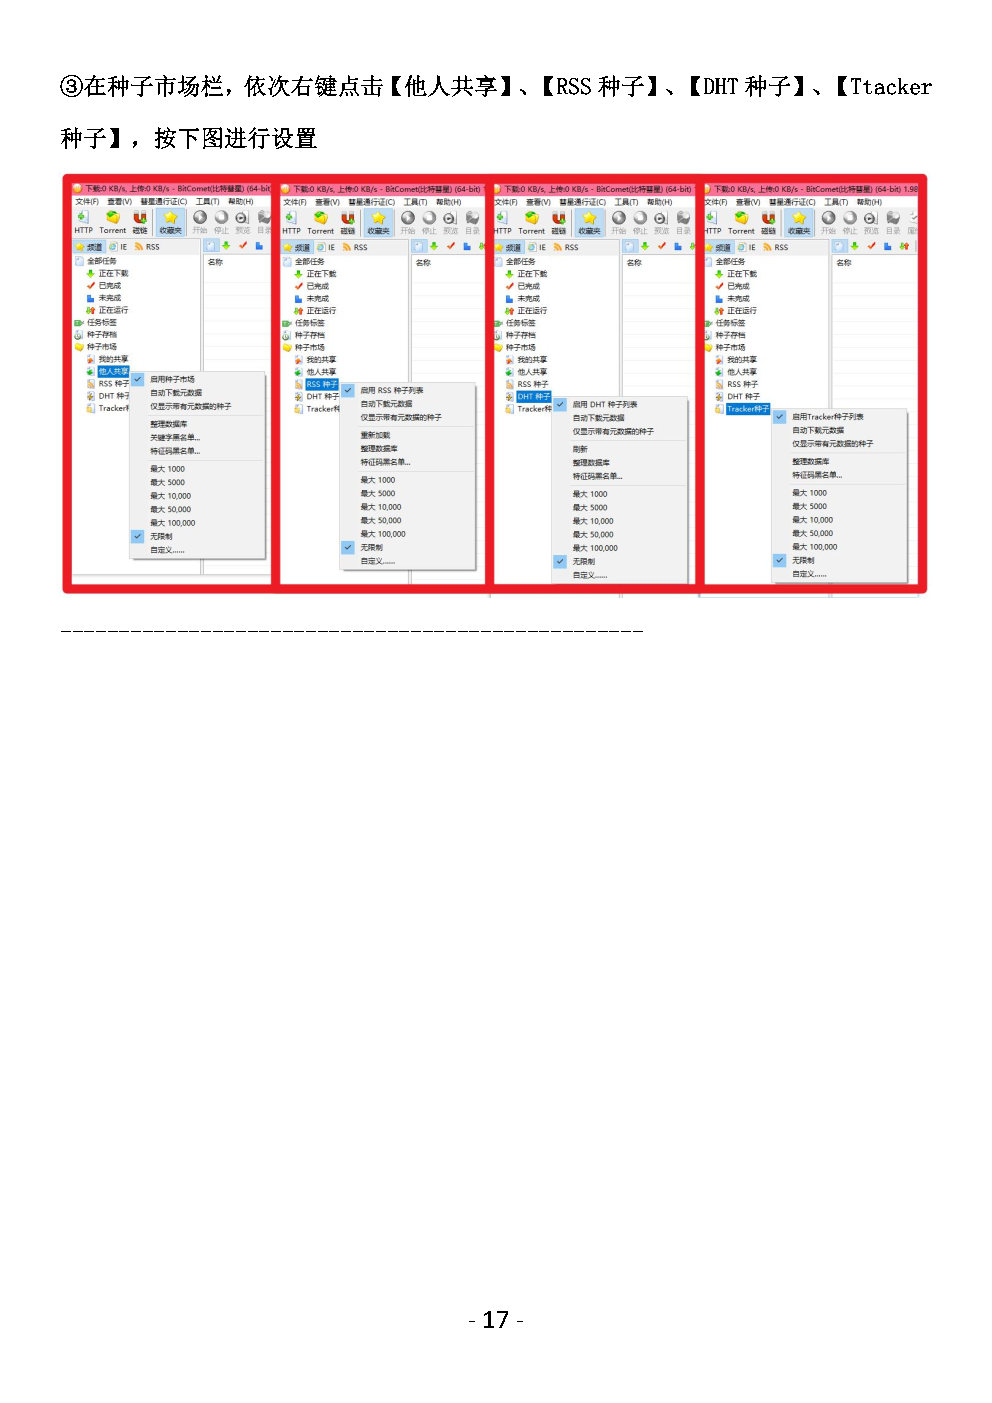 ③在种子市场栏，依次右键点击【他人共享】、【RSS 种子】、【DHT 种子】、【Ttacker
种子】，按下图进行设置
下载:0 KB/s, 上传:0 KB/s - BitComet(比特彗星) (64-bit)
文件(F) 查看(V) 彗星通行证(C) 工具(T) 帮助(H)
HTTP Torrent 磁链 收藏夹 开始 停止 预览 目录
频道 IE RSS
全部任务
名称
正在下载
已完成
未完成
正在运行
任务标签
种子存档
种子市场
我的共享
他人共享
RSS 种子
DHT 种子
Tracker
启用种子市场
自动下载元数据
仅显示带有元数据的种子
整理数据库
关键字黑名单...
特征码黑名单...
最大 1000
最大 5000
最大 10,000
最大 50,000
最大 100,000
无限制
自定义......
下载:0 KB/s, 上传:0 KB/s - BitComet(比特彗星) (64-bit)
文件(F) 查看(V) 彗星通行证(C) 工具(T) 帮助(H)
HTTP Torrent 磁链 收藏夹 开始 停止 预览 目录
频道 IE RSS
全部任务
名称
正在下载
已完成
未完成
正在运行
任务标签
种子存档
种子市场
我的共享
他人共享
RSS 种子
DHT 种子
Tracker种
启用 RSS 种子列表
自动下载元数据
仅显示带有元数据的种子
重新加载
整理数据库
特征码黑名单...
最大 1000
最大 5000
最大 10,000
最大 50,000
最大 100,000
无限制
自定义......
下载:0 KB/s, 上传:0 KB/s - BitComet(比特彗星) (64-bit)
文件(F) 查看(V) 彗星通行证(C) 工具(T) 帮助(H)
HTTP Torrent 磁链 收藏夹 开始 停止 预览 目录
频道 IE RSS
全部任务
名称
正在下载
已完成
未完成
正在运行
任务标签
种子存档
种子市场
我的共享
他人共享
RSS 种子
DHT 种子
Tracker种
启用 DHT 种子列表
自动下载元数据
仅显示带有元数据的种子
刷新
整理数据库
特征码黑名单...
最大 1000
最大 5000
最大 10,000
最大 50,000
最大 100,000
无限制
自定义......
下载:0 KB/s, 上传:0 KB/s - BitComet(比特彗星) (64-bit) 1.98
文件(F) 查看(V) 彗星通行证(C) 工具(T) 帮助(H)
HTTP Torrent 磁链 收藏夹 开始 停止 预览 目录
频道 IE RSS
全部任务
名称
正在下载
已完成
未完成
正在运行
任务标签
种子存档
种子市场
我的共享
他人共享
RSS 种子
DHT 种子
Tracker种子
启用Tracker种子列表
自动下载元数据
仅显示带有元数据的种子
整理数据库
特征码黑名单...
最大 1000
最大 5000
最大 10,000
最大 50,000
最大 100,000
无限制
自定义......
--------------------------------------------------
- 17 -